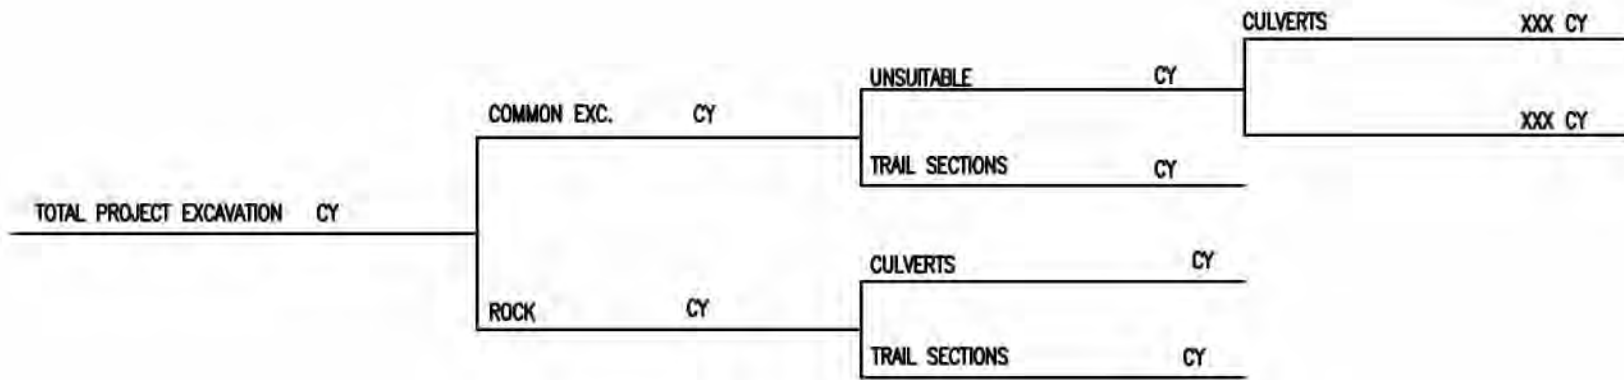 CULVERTS XXX CY
UNSUITABLE CY
COMMON EXC. CY
XXX CY
TRAIL SECTIONS CY
TOTAL PROJECT EXCAVATION CY
CULVERTS CY
ROCK CY
TRAIL SECTIONS CY